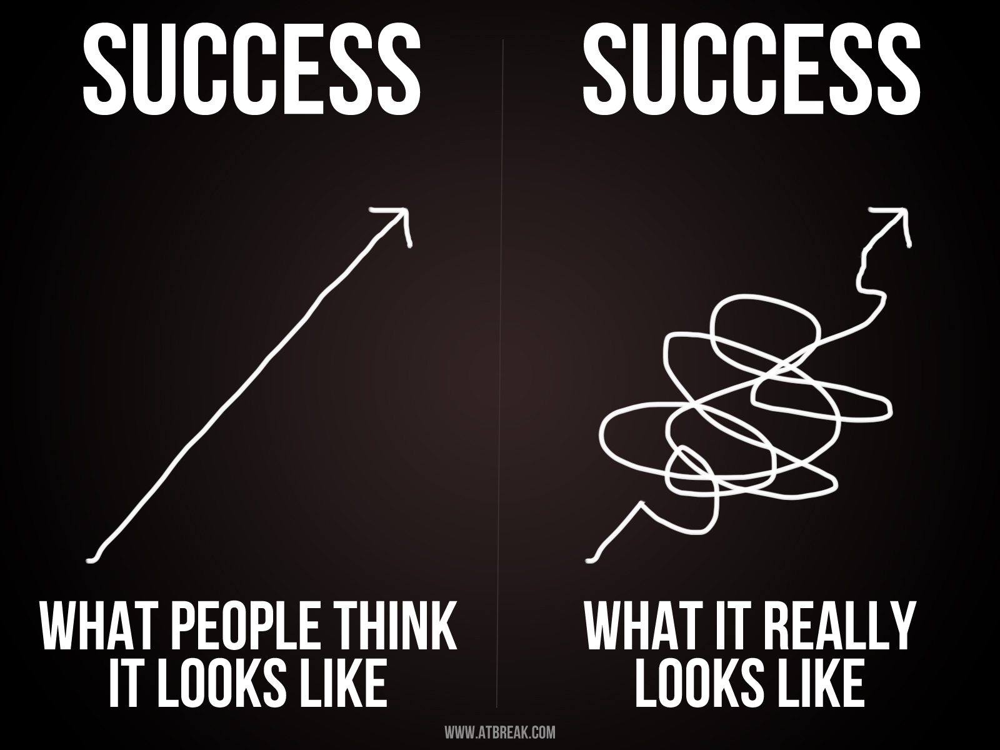 SUCCESS
WHAT PEOPLE THINK
IT LOOKS LIKE
SUCCESS
WHAT IT REALLY
LOOKS LIKE
WWW.ATBREAK.COM